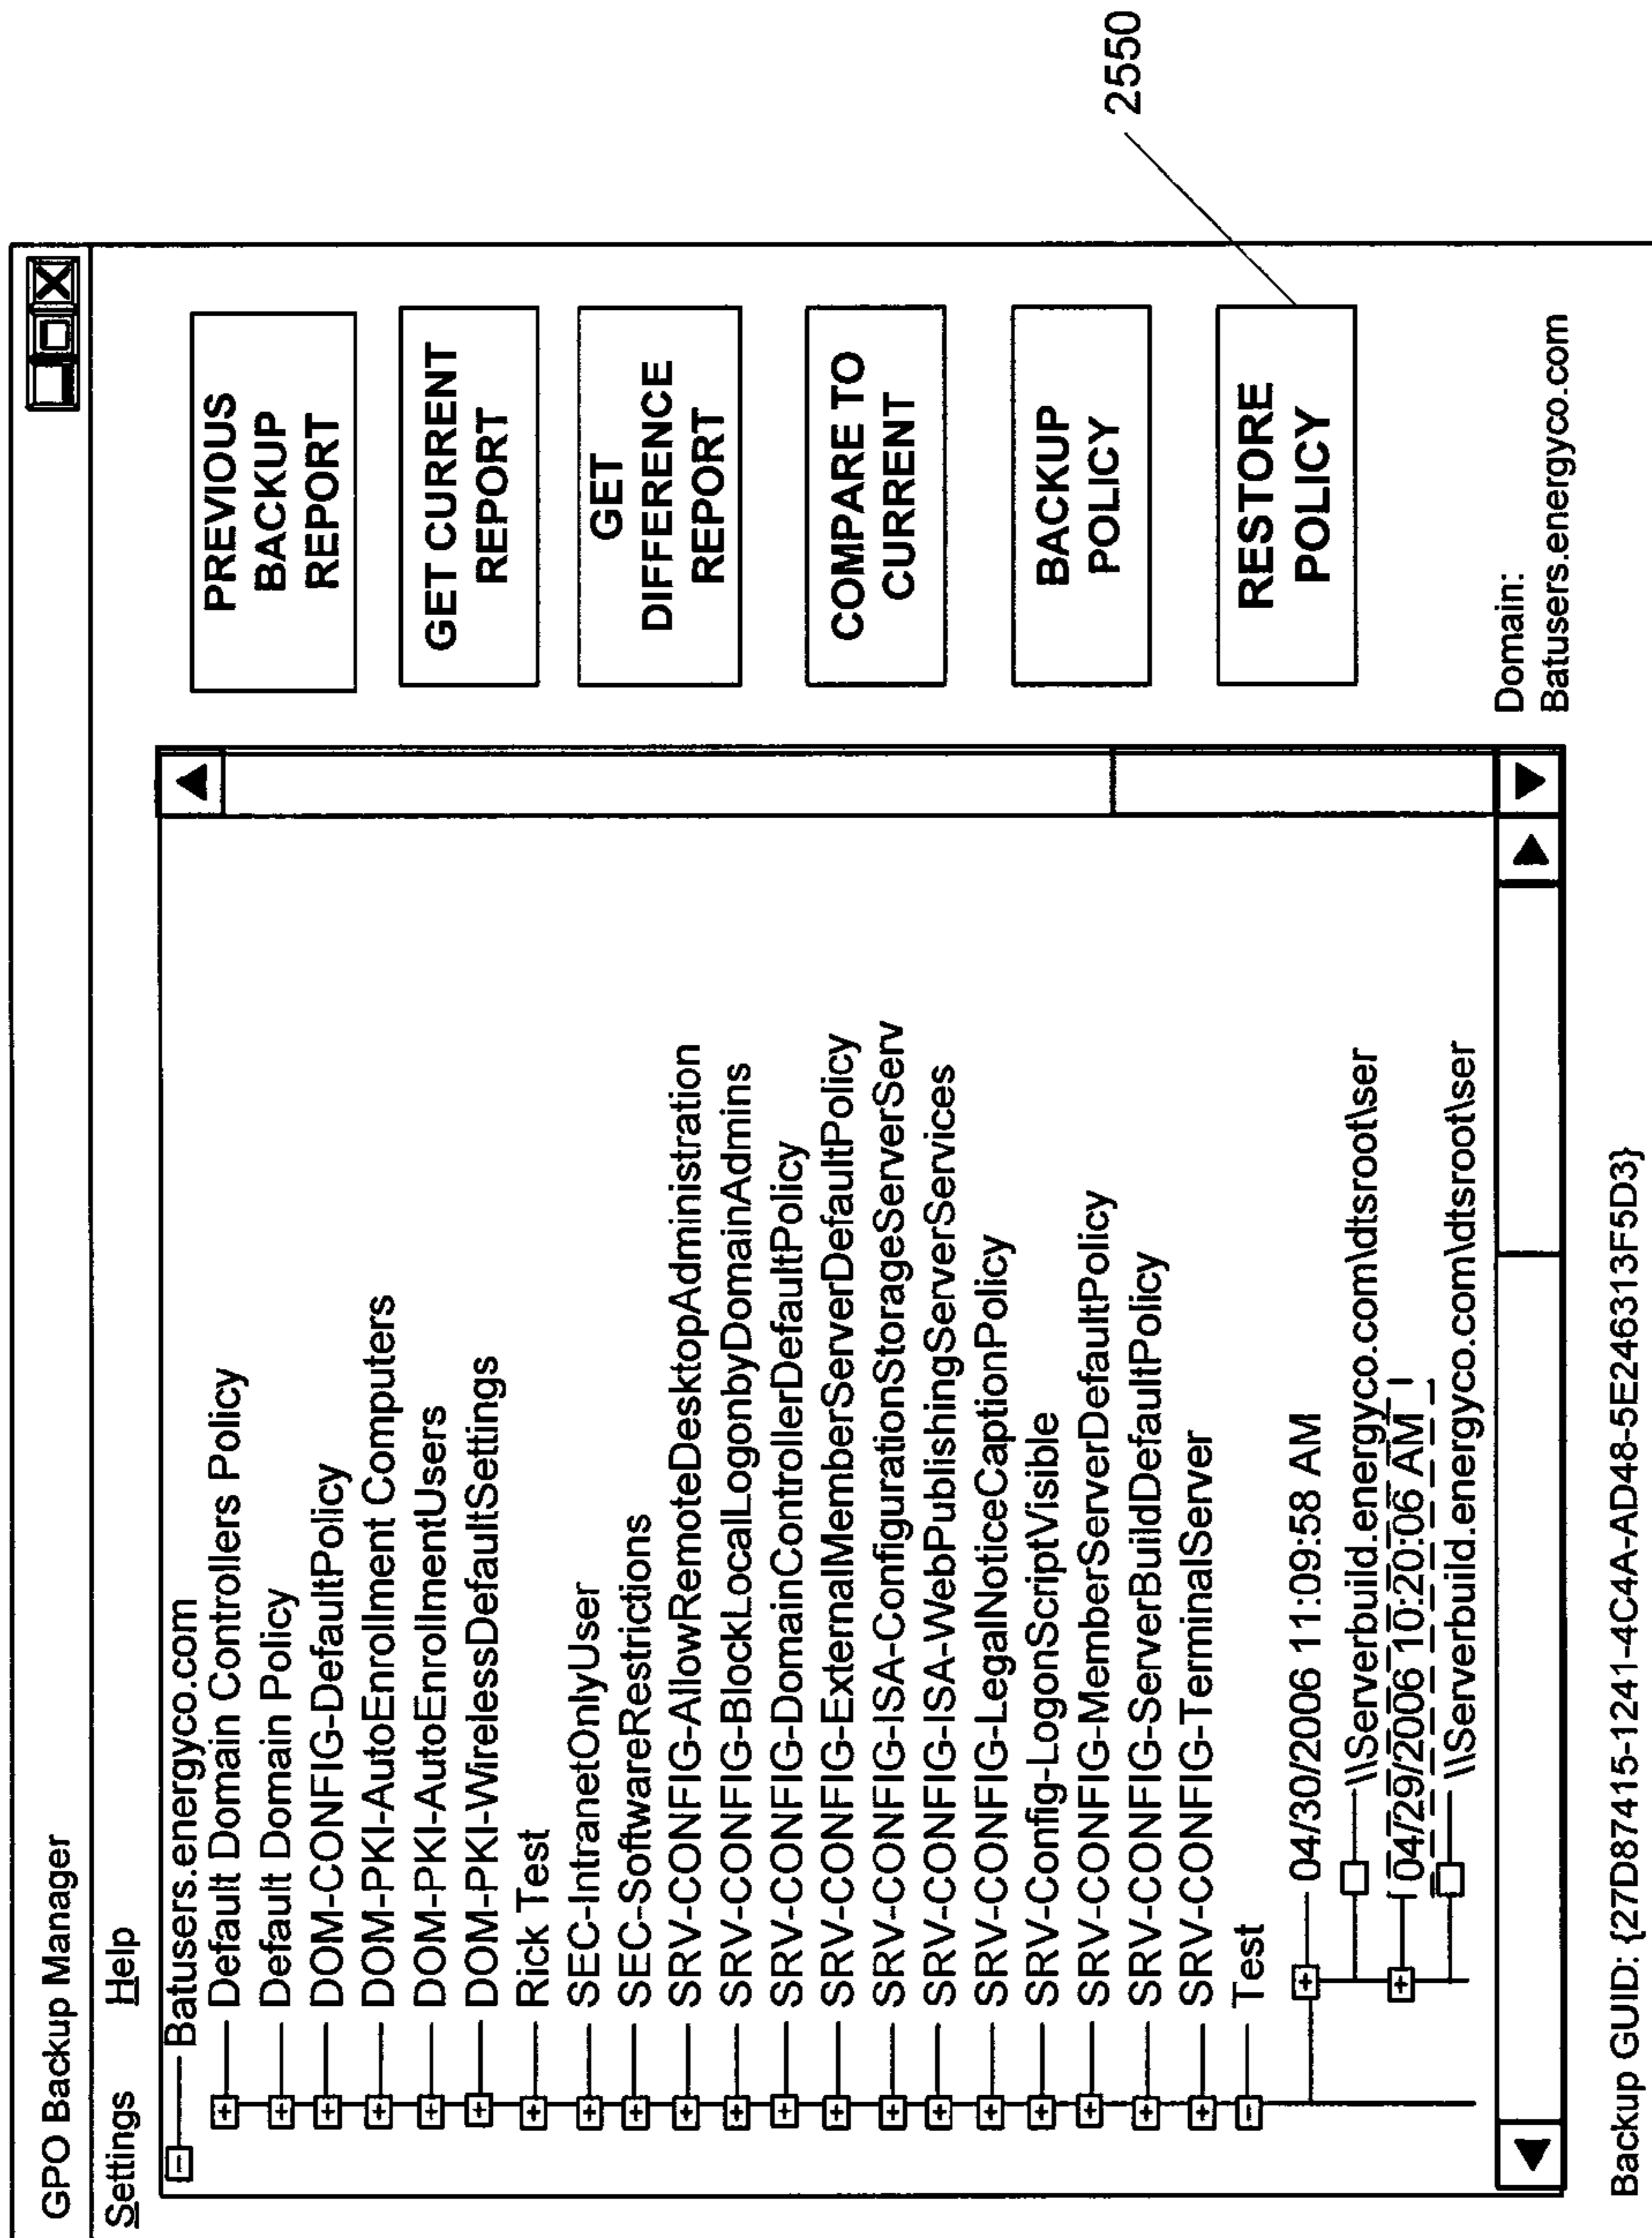 GPO Backup Manager
Settings Help
Batusers.energyco.com
Default Domain Controllers Policy
Default Domain Policy
DOM-CONFIG-DefaultPolicy
DOM-PKI-AutoEnrollment Computers
DOM-PKI-AutoEnrollmentUsers
DOM-PKI-WirelessDefaultSettings
Rick Test
SEC-IntranetOnlyUser
SEC-SoftwareRestrictions
SRV-CONFIG-AllowRemoteDesktopAdministration
SRV-CONFIG-BlockLocalLogonbyDomainAdmins
SRV-CONFIG-DomainControllerDefaultPolicy
SRV-CONFIG-ExternalMemberServerDefaultPolicy
SRV-CONFIG-ISA-ConfigurationStorageServerServ
SRV-CONFIG-ISA-WebPublishingServerServices
SRV-CONFIG-LegalNoticeCaptionPolicy
SRV-Config-LogonScriptVisible
SRV-CONFIG-MemberServerDefaultPolicy
SRV-CONFIG-ServerBuildDefaultPolicy
SRV-CONFIG-TerminalServer
Test
04/30/2006 11:09:58 AM
\\Serverbuild.energyco.com\dtsroot\ser
04/29/2006 10:20:06 AM
\\Serverbuild.energyco.com\dtsroot\ser
PREVIOUS
BACKUP
REPORT
GET CURRENT
REPORT
GET
DIFFERENCE
REPORT
COMPARE TO
CURRENT
BACKUP
POLICY
RESTORE
POLICY
2550
Domain:
Batusers.energyco.com
Backup GUID: {27D87415-1241-4C4A-AD48-5E246313F5D3}